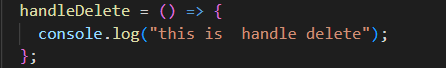 handleDelete = () => {
  console.log("this is  handle delete");
};